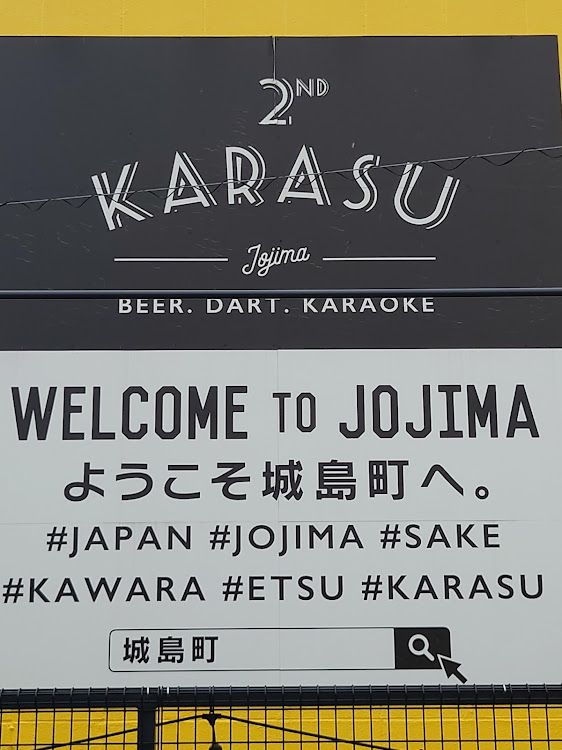 2ND
KARASU
Jojima
BEER. DART. KARAOKE
WELCOME TO JOJIMA
ようこそ城島町へ。
#JAPAN #JOJIMA #SAKE
#KAWARA #ETSU #KARASU
城島町